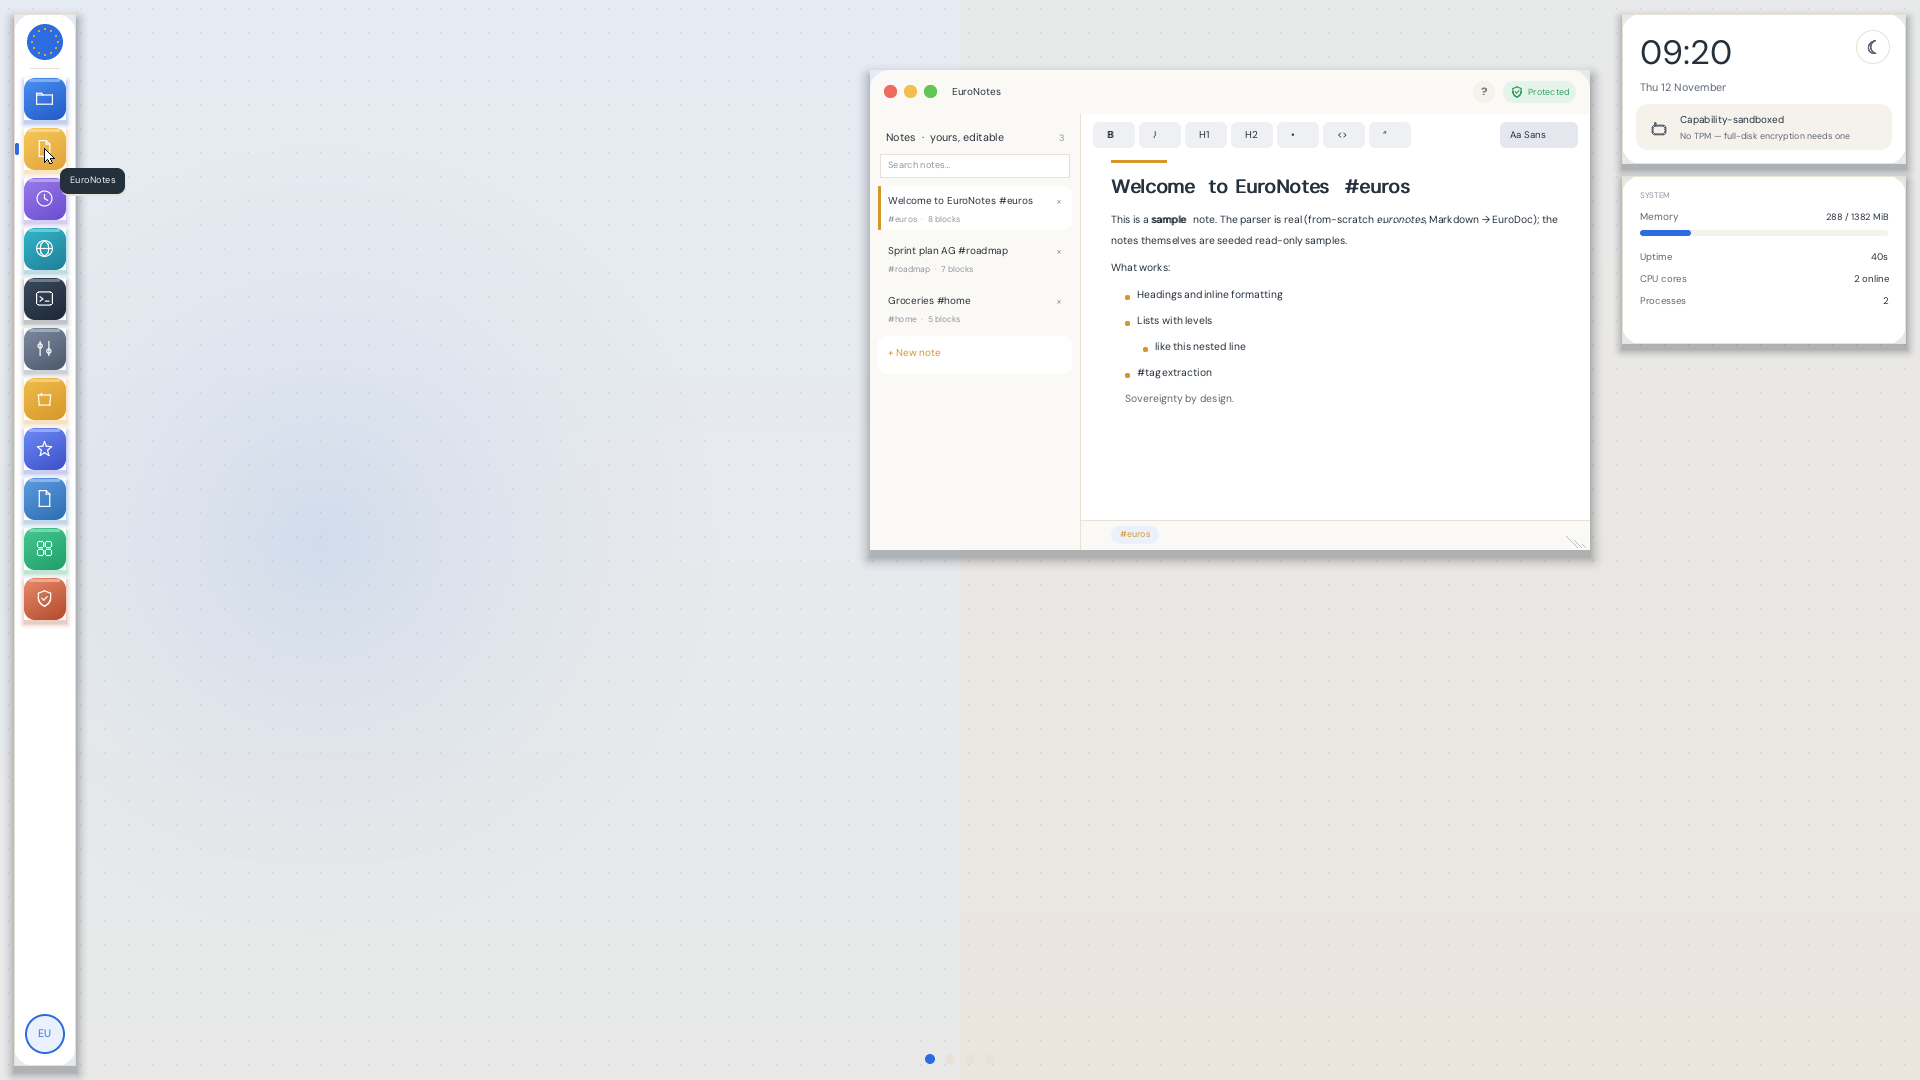 EuroNotes
EU
EuroNotes
?
Protected
Notes · yours, editable
3
Search notes...
Welcome to EuroNotes #euros
×
#euros · 8 blocks
Sprint plan AG #roadmap
×
#roadmap · 7 blocks
Groceries #home
×
#home · 5 blocks
+ New note
B
I
H1
H2
•
<>
"
Aa Sans
Welcome to EuroNotes #euros
This is a sample note. The parser is real (from-scratch euronotes, Markdown → EuroDoc); the
notes themselves are seeded read-only samples.
What works:
Headings and inline formatting
Lists with levels
like this nested line
#tag extraction
Sovereignty by design.
#euros
09:20
Thu 12 November
Capability-sandboxed
No TPM — full-disk encryption needs one
SYSTEM
Memory 288 / 1382 MiB
Uptime 40s
CPU cores 2 online
Processes 2